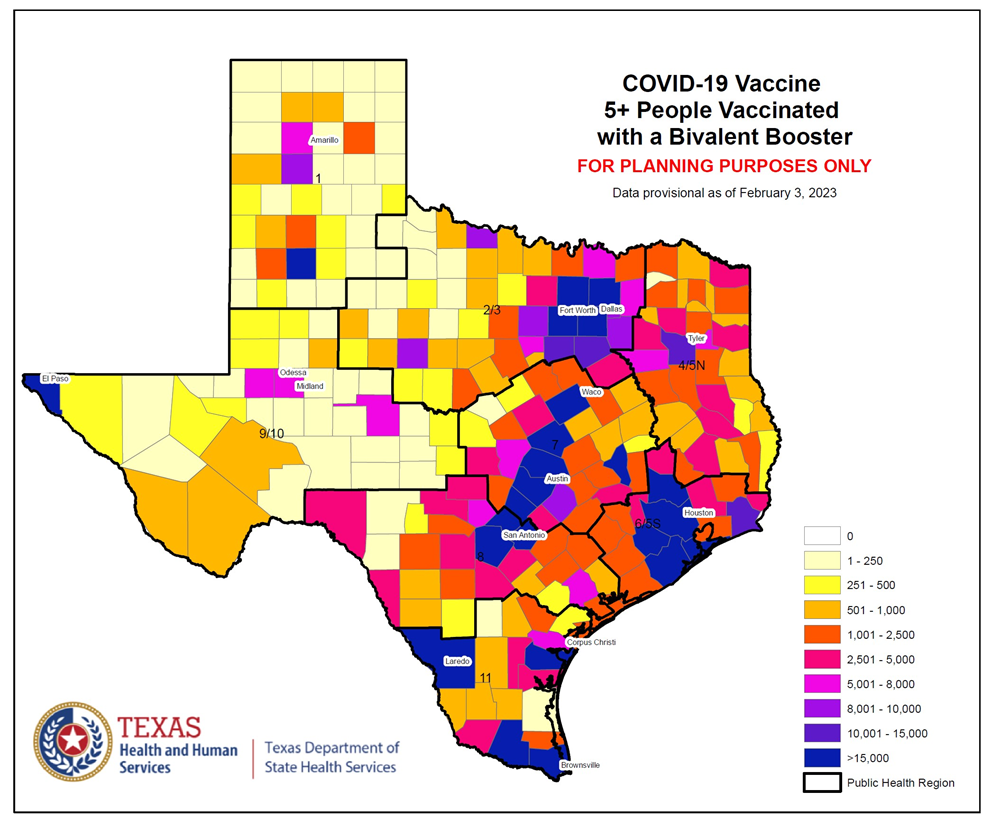 COVID-19 Vaccine
5+ People Vaccinated
with a Bivalent Booster
FOR PLANNING PURPOSES ONLY
Data provisional as of February 3, 2023
Amarillo
1
2/3
Fort Worth
Dallas
Tyler
4/5N
El Paso
Odessa
Midland
Waco
9/10
7
Austin
6/5S
Houston
San Antonio
8
Corpus Christi
Laredo
11
Brownsville
0
1 - 250
251 - 500
501 - 1,000
1,001 - 2,500
2,501 - 5,000
5,001 - 8,000
8,001 - 10,000
10,001 - 15,000
>15,000
Public Health Region
TEXAS
Health and Human
Services
Texas Department of
State Health Services